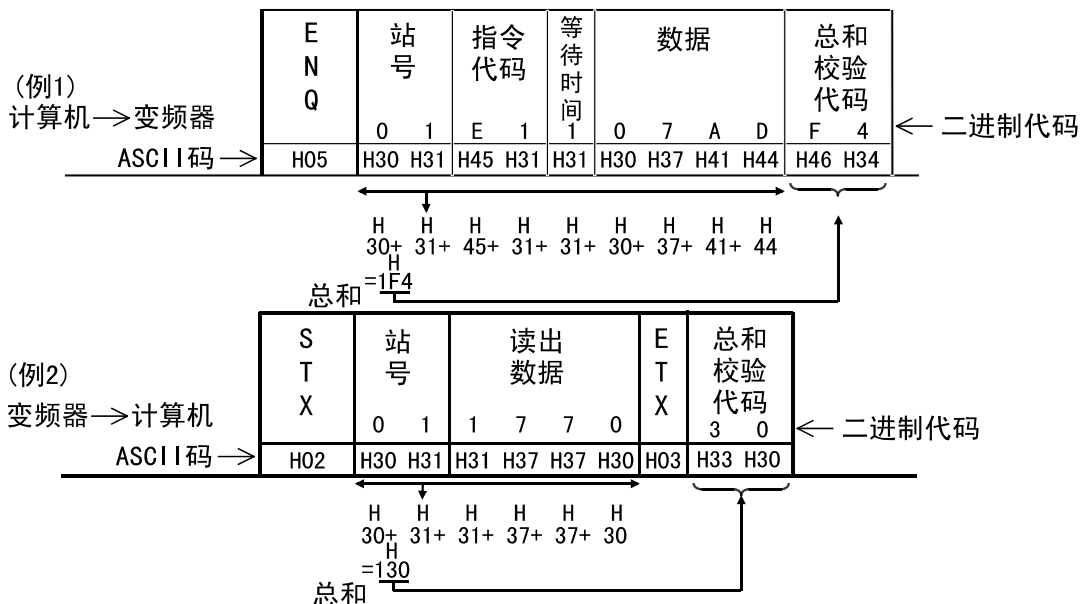 (例1)
计算机→变频器
ASCII码→
ENQ 站号 指令代码 等待时间 数据 总和校验代码
0 1 E 1 1 0 7 A D F 4 ← 二进制代码
H05 H30 H31 H45 H31 H31 H30 H37 H41 H44 H46 H34
H H H H H H H H H
30+ 31+ 45+ 31+ 31+ 30+ 37+ 41+ 44
H
总和 =1F4
(例2)
变频器→计算机
ASCII码→
STX 站号 读出数据 ETX 总和校验代码
0 1 1 7 7 0 3 0 ← 二进制代码
H02 H30 H31 H31 H37 H37 H30 H03 H33 H30
H H H H H H
30+ 31+ 31+ 37+ 37+ 30
H
总和 =130